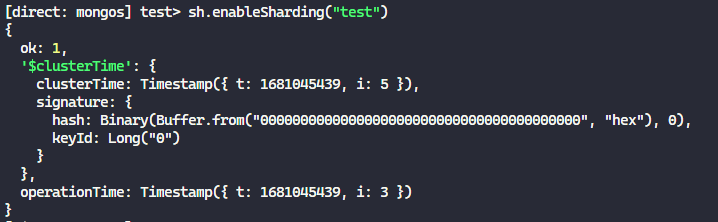 [direct: mongos] test> sh.enableSharding("test")
{
  ok: 1,
  '$clusterTime': {
    clusterTime: Timestamp({ t: 1681045439, i: 5 }),
    signature: {
      hash: Binary(Buffer.from("0000000000000000000000000000000000000000", "hex"), 0),
      keyId: Long("0")
    }
  },
  operationTime: Timestamp({ t: 1681045439, i: 3 })
}